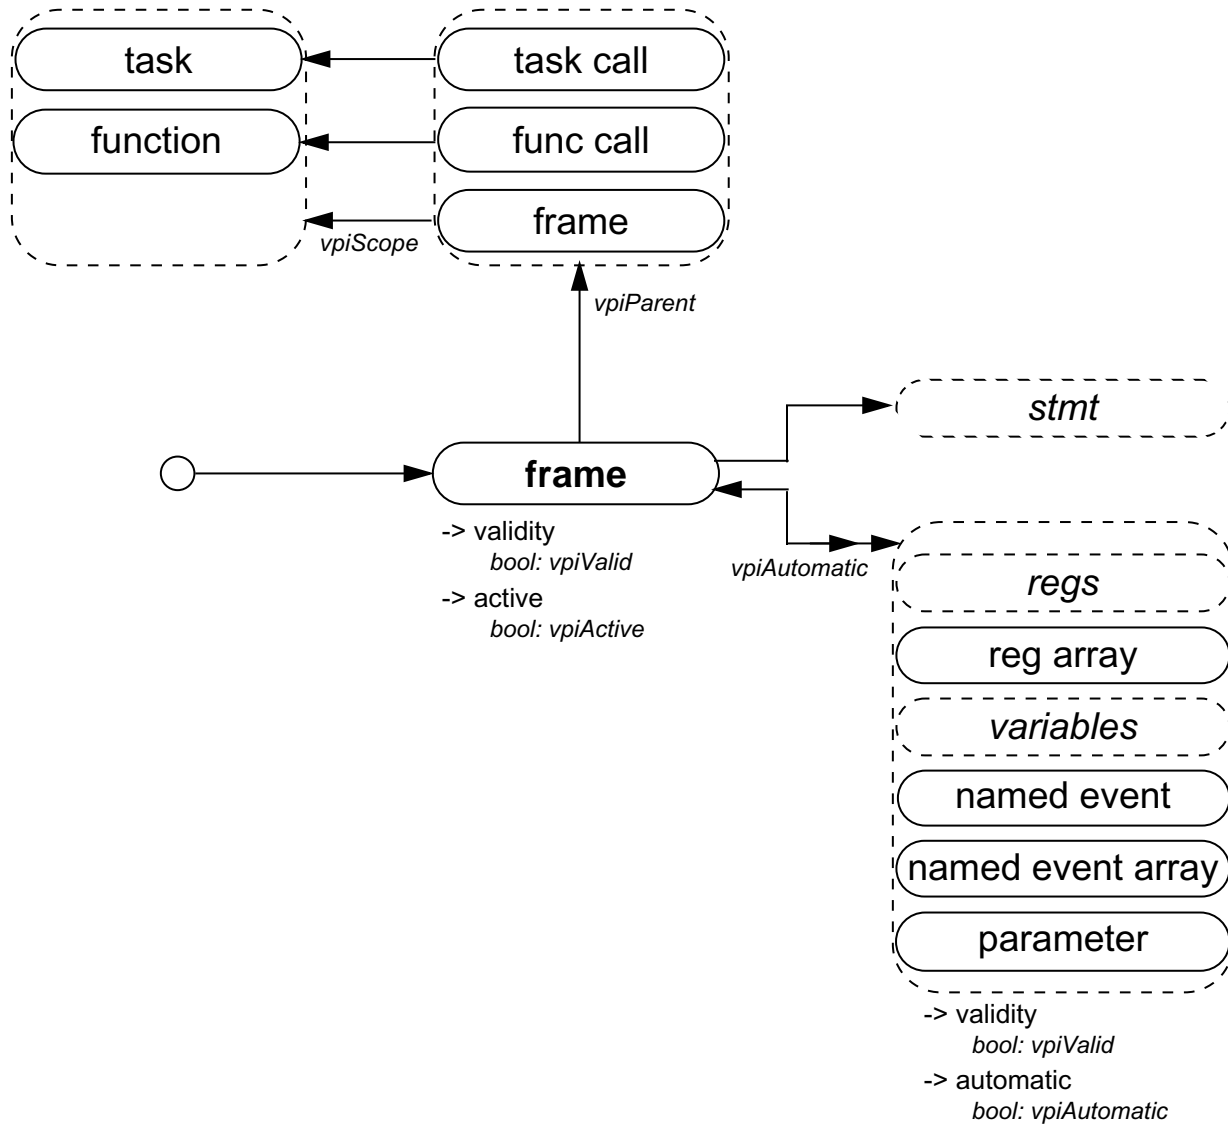 task
task call
function
func call
frame
vpiScope
vpiParent
stmt
frame
-> validity
bool: vpiValid
-> active
bool: vpiActive
vpiAutomatic
regs
reg array
variables
named event
named event array
parameter
-> validity
bool: vpiValid
-> automatic
bool: vpiAutomatic